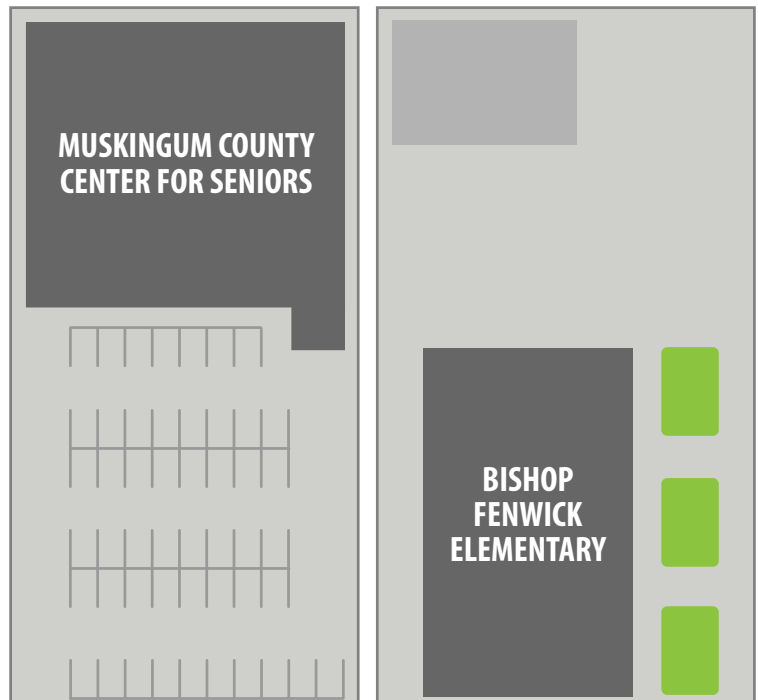 MUSKINGUM COUNTY
CENTER FOR SENIORS
BISHOP
FENWICK
ELEMENTARY